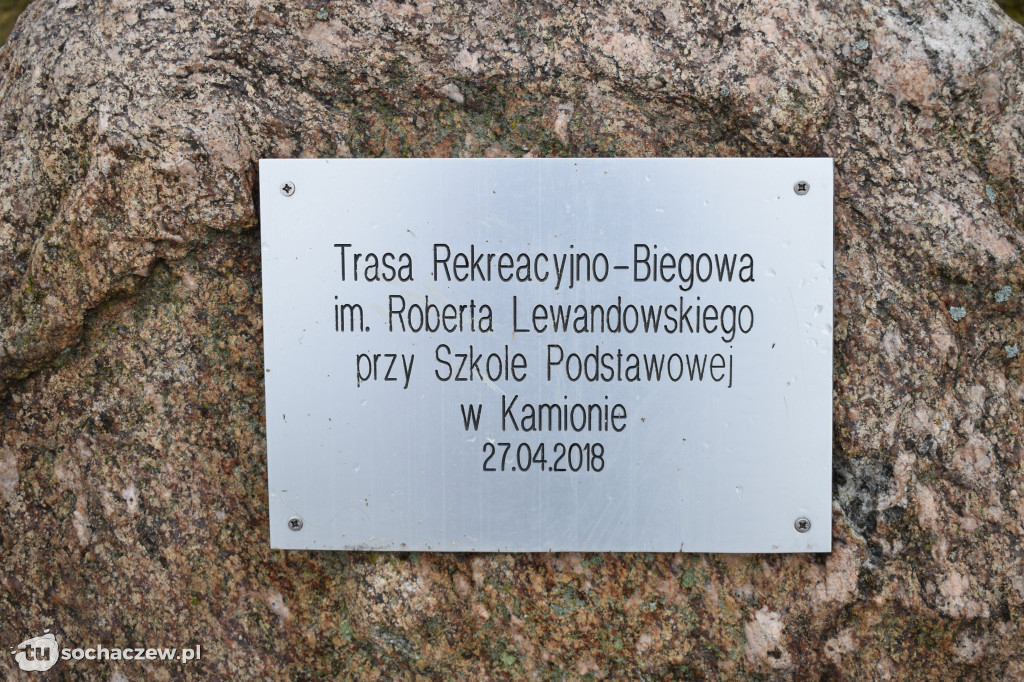 Trasa Rekreacyjno-Biegowa
im. Roberta Lewandowskiego
przy Szkole Podstawowej
w Kamionie
27.04.2018
tu SOCHACZEW.PL